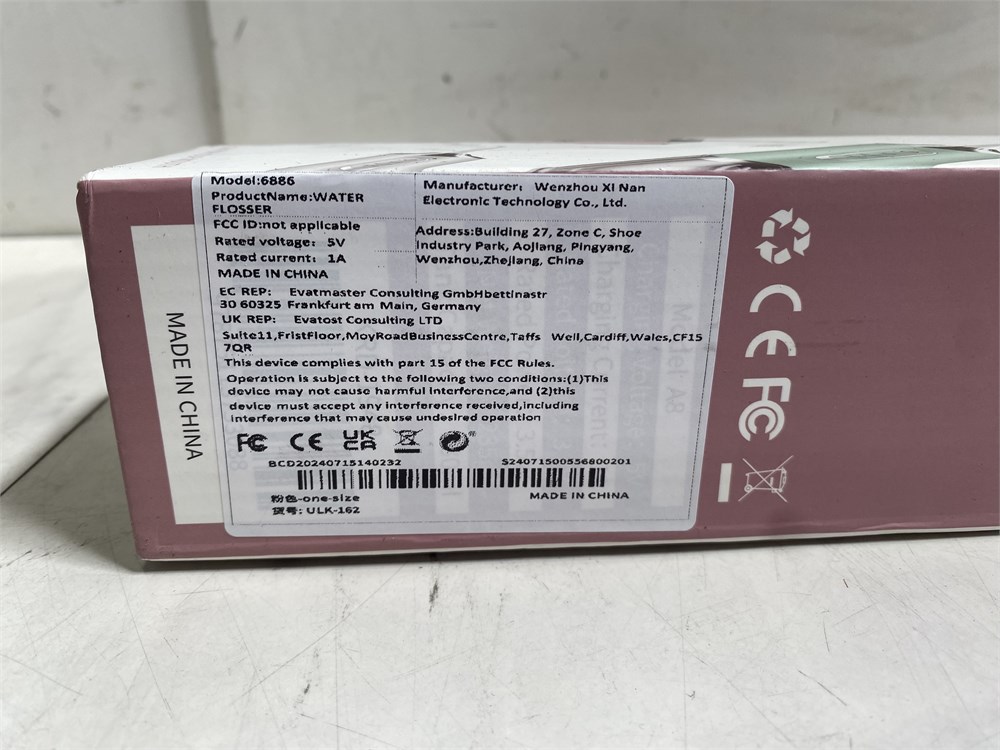 Model:6886
ProductName:WATER
FLOSSER
FCC ID:not applicable
Rated voltage: 5V
Rated current: 1A
MADE IN CHINA
Manufacturer: Wenzhou Xi Nan
Electronic Technology Co., Ltd.
Address:Building 27, Zone C, Shoe
Industry Park, AoJiang, Pingyang,
Wenzhou,Zhejiang, China
EC REP: Evatmaster Consulting GmbHbettinastr
30 60325 Frankfurt am Main, Germany
UK REP: Evatost Consulting LTD
Suite11,FristFloor,MoyRoadBusinessCentre,Taffs Well,Cardiff,Wales,CF15
7QR
This device complies with part 15 of the FCC Rules.
Operation is subject to the following two conditions:(1)This
device may not cause harmful interference,and (2)this
device must accept any interference received,including
interference that may cause undesired operation
FC CE UK CA
BCD20240715140232
S24071500556800201
粉色-one-size
MADE IN CHINA
货号: ULK-162
MADE IN CHINA
CE FC
Model: A8